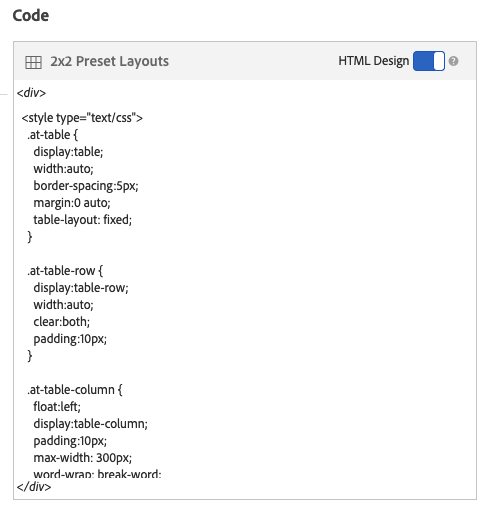 Code
2x2 Preset Layouts
HTML Design
<div>
<style type="text/css">
.at-table {
display:table;
width:auto;
border-spacing:5px;
margin:0 auto;
table-layout: fixed;
}
.at-table-row {
display:table-row;
width:auto;
clear:both;
padding:10px;
}
.at-table-column {
float:left;
display:table-column;
padding:10px;
max-width: 300px;
word-wrap: break-word;
</div>